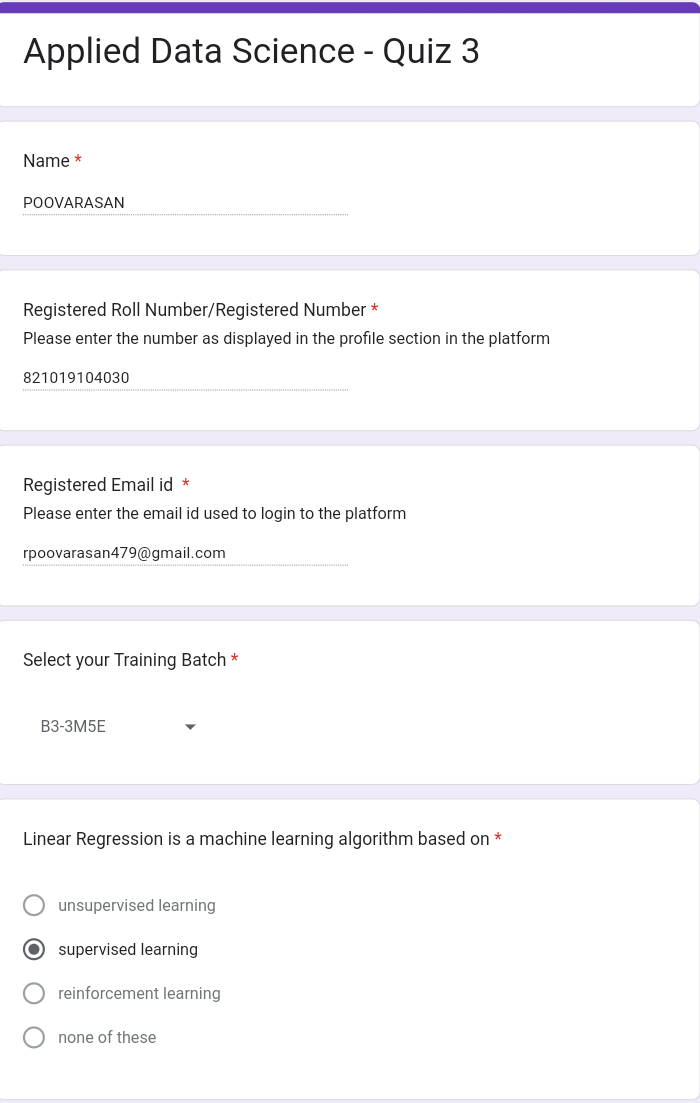 Applied Data Science - Quiz 3
Name *
POOVARASAN
Registered Roll Number/Registered Number *
Please enter the number as displayed in the profile section in the platform
821019104030
Registered Email id *
Please enter the email id used to login to the platform
rpoovarasan479@gmail.com
Select your Training Batch *
B3-3M5E
Linear Regression is a machine learning algorithm based on *
unsupervised learning
supervised learning
reinforcement learning
none of these